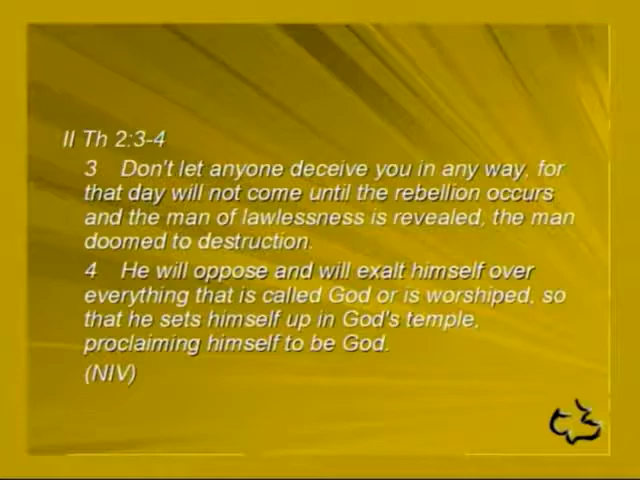 II Th 2:3-4
3 Don't let anyone deceive you in any way, for
that day will not come until the rebellion occurs
and the man of lawlessness is revealed, the man
doomed to destruction.
4 He will oppose and will exalt himself over
everything that is called God or is worshiped, so
that he sets himself up in God's temple,
proclaiming himself to be God.
(NIV)